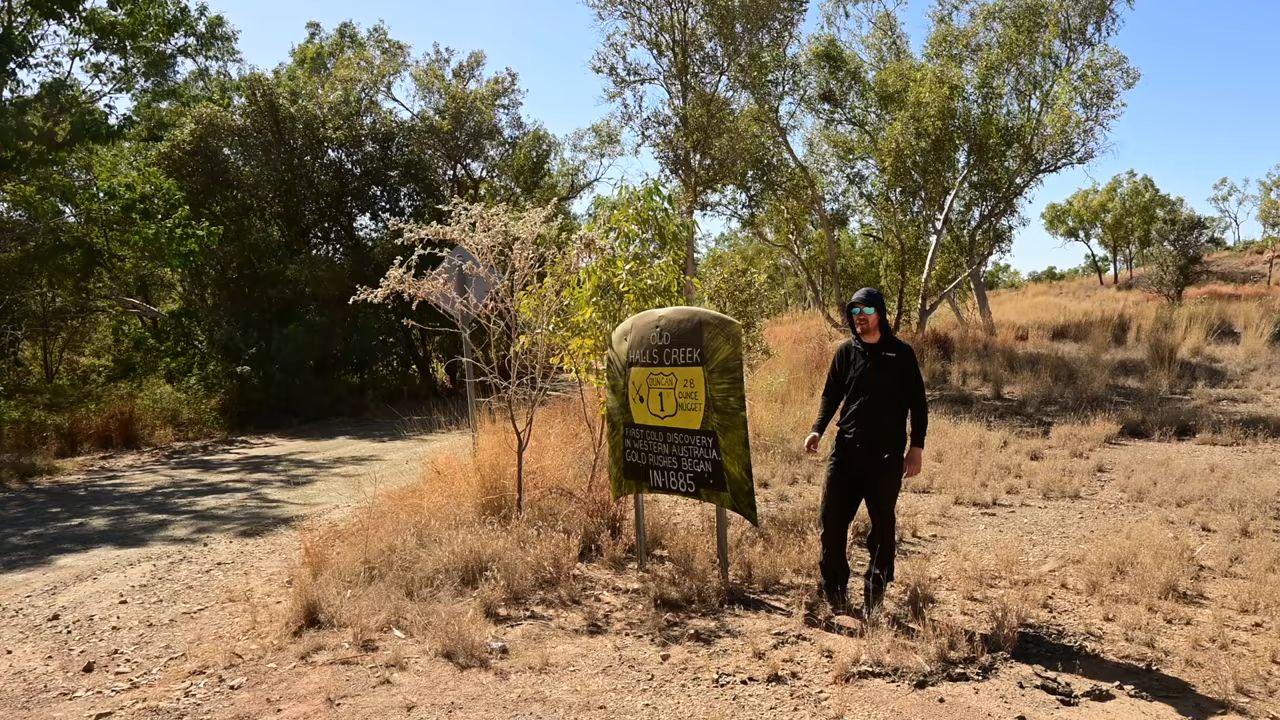 OLD
HALLS CREEK
DUNCAN
1
28
OUNCE
NUGGET
FIRST GOLD DISCOVERY
IN WESTERN AUSTRALIA.
GOLD RUSHES BEGAN
IN-1885